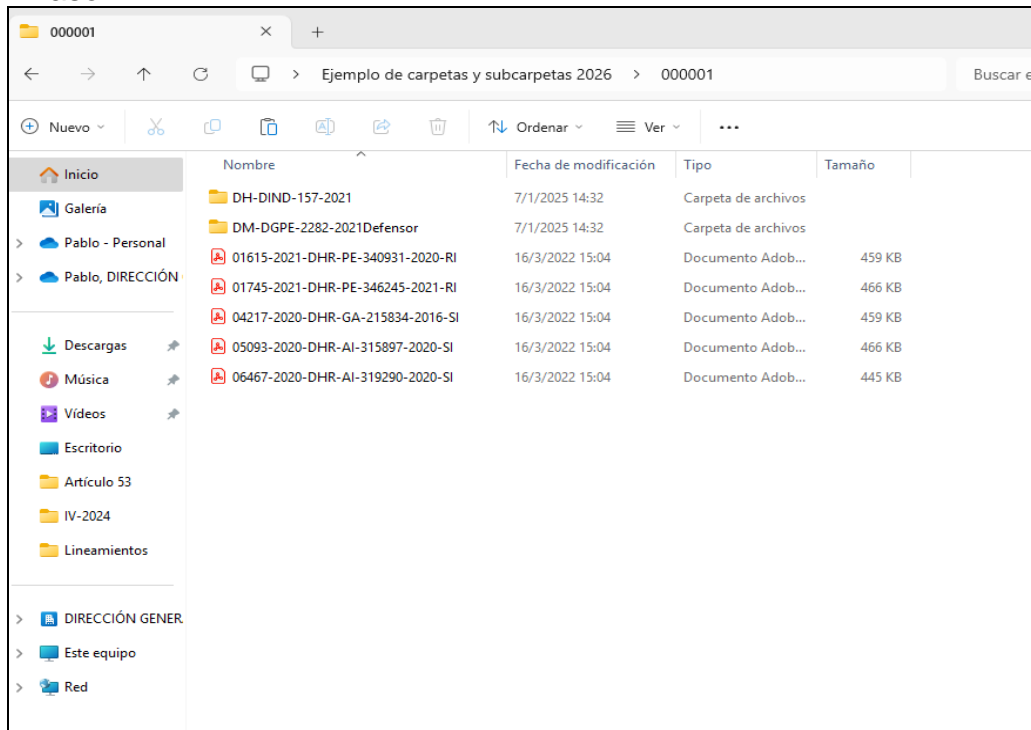 000001
Ejemplo de carpetas y subcarpetas 2026 > 000001 Buscar e
Nuevo Ordenar Ver ...
Nombre Fecha de modificación Tipo Tamaño
Inicio
Galería
Pablo - Personal
Pablo, DIRECCIÓN
Descargas
Música
Vídeos
Escritorio
Artículo 53
IV-2024
Lineamientos
DIRECCIÓN GENER
Este equipo
Red
DH-DIND-157-2021 7/1/2025 14:32 Carpeta de archivos
DM-DGPE-2282-2021Defensor 7/1/2025 14:32 Carpeta de archivos
01615-2021-DHR-PE-340931-2020-RI 16/3/2022 15:04 Documento Adob... 459 KB
01745-2021-DHR-PE-346245-2021-RI 16/3/2022 15:04 Documento Adob... 466 KB
04217-2020-DHR-GA-215834-2016-SI 16/3/2022 15:04 Documento Adob... 459 KB
05093-2020-DHR-AI-315897-2020-SI 16/3/2022 15:04 Documento Adob... 466 KB
06467-2020-DHR-AI-319290-2020-SI 16/3/2022 15:04 Documento Adob... 445 KB